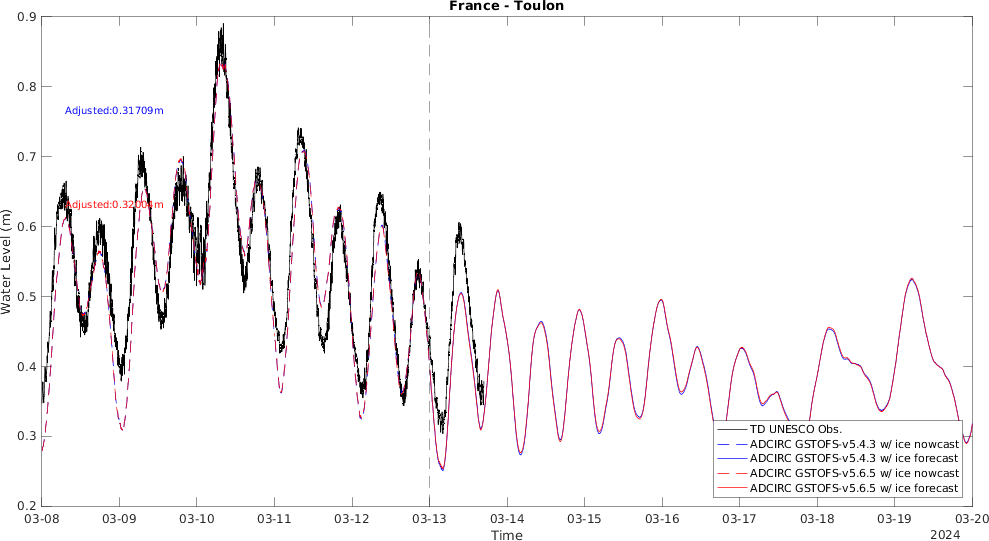 France - Toulon
0.9
0.8
0.7
0.6
0.5
0.4
0.3
0.2
Water Level (m)
Adjusted:0.31709m
Adjusted:0.32004m
TD UNESCO Obs.
ADCIRC GSTOFS-v5.4.3 w/ ice nowcast
ADCIRC GSTOFS-v5.4.3 w/ ice forecast
ADCIRC GSTOFS-v5.6.5 w/ ice nowcast
ADCIRC GSTOFS-v5.6.5 w/ ice forecast
03-08 03-09 03-10 03-11 03-12 03-13 03-14 03-15 03-16 03-17 03-18 03-19 03-20
Time
2024